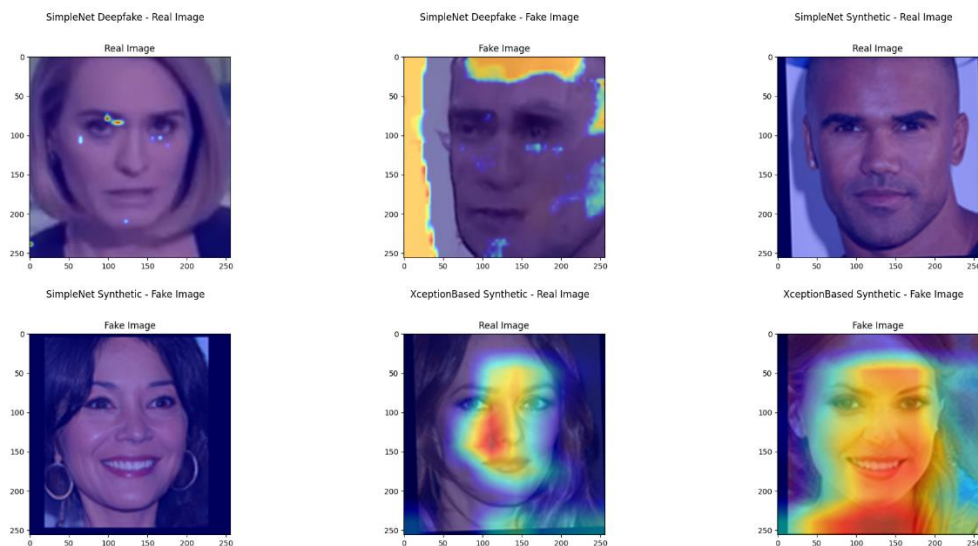 SimpleNet Deepfake - Real Image
SimpleNet Deepfake - Fake Image
SimpleNet Synthetic - Real Image
Real Image
Fake Image
Real Image
0
50
100
150
200
250
0 50 100 150 200 250
0
50
100
150
200
250
0 50 100 150 200 250
0
50
100
150
200
250
0 50 100 150 200 250
SimpleNet Synthetic - Fake Image
XceptionBased Synthetic - Real Image
XceptionBased Synthetic - Fake Image
Fake Image
Real Image
Fake Image
0
50
100
150
200
250
0 50 100 150 200 250
0
50
100
150
200
250
0 50 100 150 200 250
0
50
100
150
200
250
0 50 100 150 200 250